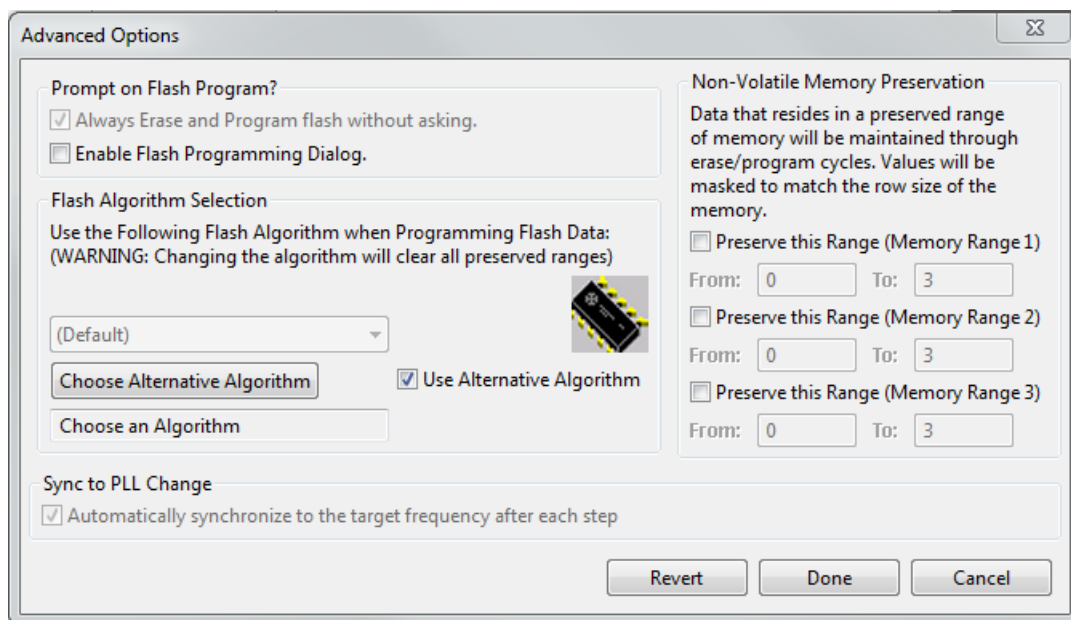 Advanced Options
Prompt on Flash Program?
Always Erase and Program flash without asking.
Enable Flash Programming Dialog.
Flash Algorithm Selection
Use the Following Flash Algorithm when Programming Flash Data:
(WARNING: Changing the algorithm will clear all preserved ranges)
(Default)
Choose Alternative Algorithm
Use Alternative Algorithm
Choose an Algorithm
Non-Volatile Memory Preservation
Data that resides in a preserved range
of memory will be maintained through
erase/program cycles. Values will be
masked to match the row size of the
memory.
Preserve this Range (Memory Range 1)
From: 0 To: 3
Preserve this Range (Memory Range 2)
From: 0 To: 3
Preserve this Range (Memory Range 3)
From: 0 To: 3
Sync to PLL Change
Automatically synchronize to the target frequency after each step
Revert Done Cancel